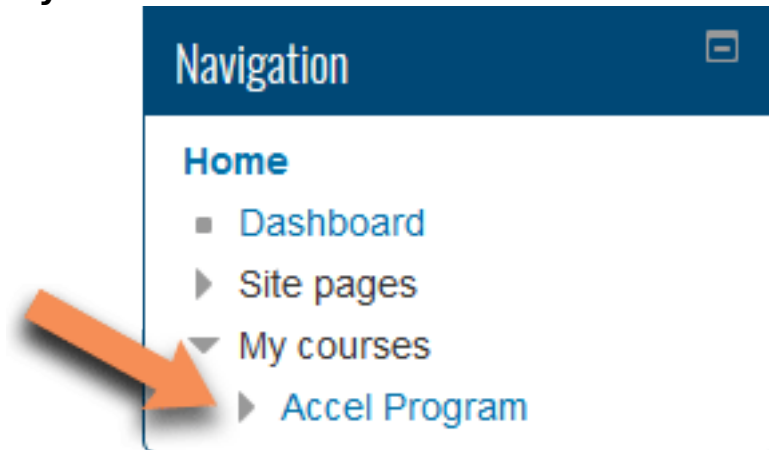 Navigation
Home
Dashboard
Site pages
My courses
Accel Program